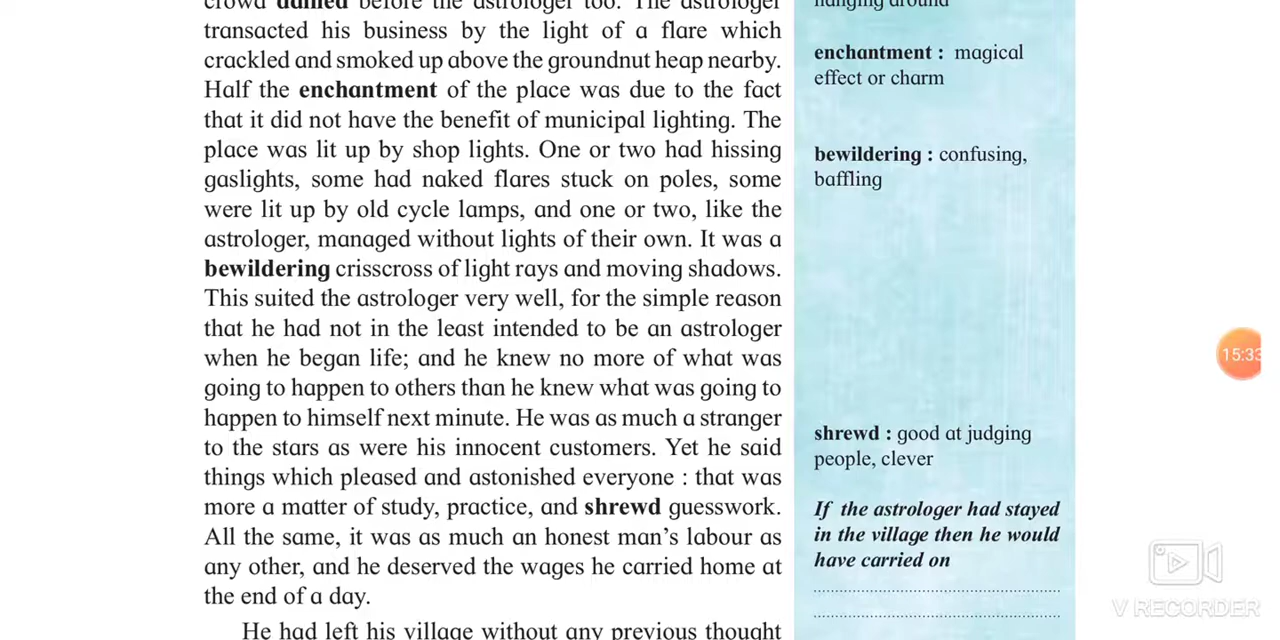 crowd dallied before the astrologer too. The astrologer
transacted his business by the light of a flare which
crackled and smoked up above the groundnut heap nearby.
Half the enchantment of the place was due to the fact
that it did not have the benefit of municipal lighting. The
place was lit up by shop lights. One or two had hissing
gaslights, some had naked flares stuck on poles, some
were lit up by old cycle lamps, and one or two, like the
astrologer, managed without lights of their own. It was a
bewildering crisscross of light rays and moving shadows.
This suited the astrologer very well, for the simple reason
that he had not in the least intended to be an astrologer
when he began life; and he knew no more of what was
going to happen to others than he knew what was going to
happen to himself next minute. He was as much a stranger
to the stars as were his innocent customers. Yet he said
things which pleased and astonished everyone : that was
more a matter of study, practice, and shrewd guesswork.
All the same, it was as much an honest man's labour as
any other, and he deserved the wages he carried home at
the end of a day.
He had left his village without any previous thought
hanging around
enchantment : magical
effect or charm
bewildering : confusing,
baffling
shrewd : good at judging
people, clever
If the astrologer had stayed
in the village then he would
have carried on
15:33
V RECORDER